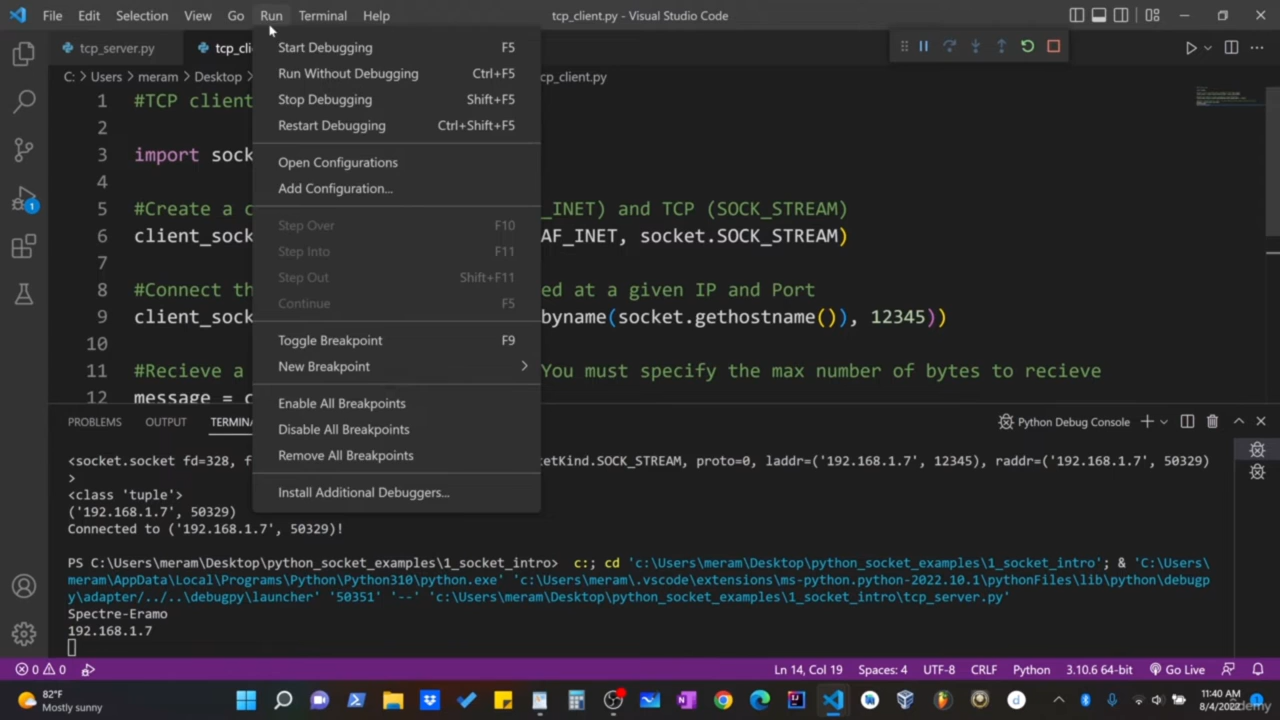 File Edit Selection View Go Run Terminal Help tcp_client.py - Visual Studio Code
tcp_server.py tcp_cli
C: Users meram Desktop cp_client.py
Start Debugging F5
Run Without Debugging Ctrl+F5
Stop Debugging Shift+F5
Restart Debugging Ctrl+Shift+F5
Open Configurations
Add Configuration...
Step Over F10
Step Into F11
Step Out Shift+F11
Continue F5
Toggle Breakpoint F9
New Breakpoint
Enable All Breakpoints
Disable All Breakpoints
Remove All Breakpoints
Install Additional Debuggers...
1 #TCP client
2
3 import sock
4
5 #Create a c _INET) and TCP (SOCK_STREAM)
6 client_sock AF_INET, socket.SOCK_STREAM)
7
8 #Connect th ed at a given IP and Port
9 client_sock byname(socket.gethostname()), 12345))
10
11 #Recieve a You must specify the max number of bytes to recieve
12 message = c
PROBLEMS OUTPUT TERMINA Python Debug Console
<socket.socket fd=328, f etKind.SOCK_STREAM, proto=0, laddr=('192.168.1.7', 12345), raddr=('192.168.1.7', 50329)
>
<class 'tuple'>
('192.168.1.7', 50329)
Connected to ('192.168.1.7', 50329)!
PS C:\Users\meram\Desktop\python_socket_examples\1_socket_intro> c:; cd 'c:\Users\meram\Desktop\python_socket_examples\1_socket_intro'; & 'C:\Users\
meram\AppData\Local\Programs\Python\Python310\python.exe' 'c:\Users\meram\.vscode\extensions\ms-python.python-2022.10.1\pythonFiles\lib\python\debugp
y\adapter/../..\debugpy\launcher' '50351' '--' 'c:\Users\meram\Desktop\python_socket_examples\1_socket_intro\tcp_server.py'
Spectre-Eramo
192.168.1.7
1
0 0 Ln 14, Col 19 Spaces: 4 UTF-8 CRLF Python 3.10.6 64-bit Go Live
82°F
Mostly sunny
11:40 AM
8/4/2022